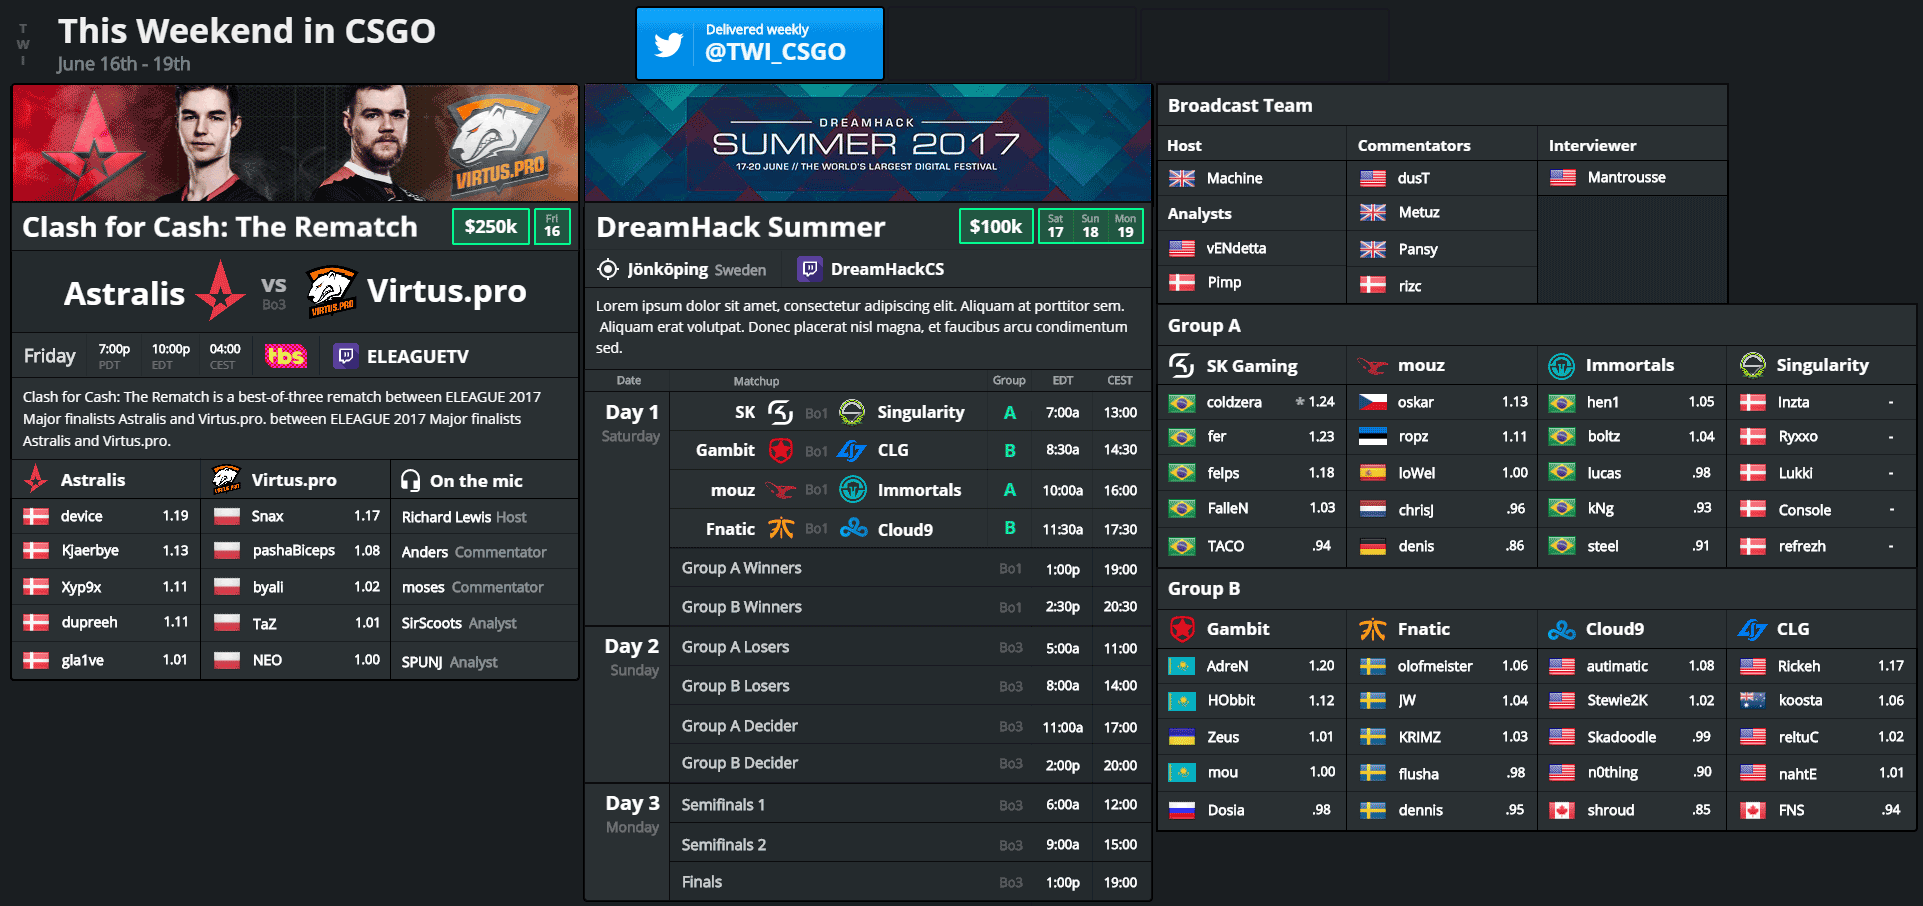 TWI
This Weekend in CSGO
June 16th - 19th
Delivered weekly
@TWI_CSGO
VIRTUS.PRO
Clash for Cash: The Rematch
$250k
Fri
16
Astralis
VS
Bo3
VIRTUS.PRO
Virtus.pro
Friday
7:00p
PDT
10:00p
EDT
04:00
CEST
tbs
ELEAGUETV
Clash for Cash: The Rematch is a best-of-three rematch between ELEAGUE 2017
Major finalists Astralis and Virtus.pro. between ELEAGUE 2017 Major finalists
Astralis and Virtus.pro.
Astralis
Virtus.pro
On the mic
device 1.19 Snax 1.17 Richard Lewis Host
Kjaerbye 1.13 pashaBiceps 1.08 Anders Commentator
Xyp9x 1.11 byali 1.02 moses Commentator
dupreeh 1.11 TaZ 1.01 SirScoots Analyst
gla1ve 1.01 NEO 1.00 SPUNJ Analyst
DREAMHACK
SUMMER 2017
17-20 JUNE // THE WORLD'S LARGEST DIGITAL FESTIVAL
DreamHack Summer
$100k
Sat
17
Sun
18
Mon
19
Jönköping Sweden
DreamHackCS
Lorem ipsum dolor sit amet, consectetur adipiscing elit. Aliquam at porttitor sem.
Aliquam erat volutpat. Donec placerat nisl magna, et faucibus arcu condimentum
sed.
Date Matchup Group EDT CEST
Day 1
Saturday
SK Bo1 Singularity A 7:00a 13:00
Gambit Bo1 CLG B 8:30a 14:30
mouz Bo1 Immortals A 10:00a 16:00
Fnatic Bo1 Cloud9 B 11:30a 17:30
Group A Winners Bo1 1:00p 19:00
Group B Winners Bo1 2:30p 20:30
Day 2
Sunday
Group A Losers Bo3 5:00a 11:00
Group B Losers Bo3 8:00a 14:00
Group A Decider Bo3 11:00a 17:00
Group B Decider Bo3 2:00p 20:00
Day 3
Monday
Semifinals 1 Bo3 6:00a 12:00
Semifinals 2 Bo3 9:00a 15:00
Finals Bo3 1:00p 19:00
Broadcast Team
Host Commentators Interviewer
Machine dusT Mantrousse
Analysts Metuz
vENdetta Pansy
Pimp rizc
Group A
SK Gaming mouz Immortals Singularity
coldzera * 1.24 oskar 1.13 hen1 1.05 Inzta -
fer 1.23 ropz 1.11 boltz 1.04 Ryxxo -
felps 1.18 loWel 1.00 lucas .98 Lukki -
FalleN 1.03 chrisJ .96 kNg .93 Console -
TACO .94 denis .86 steel .91 refrezh -
Group B
Gambit Fnatic Cloud9 CLG
AdreN 1.20 olofmeister 1.06 autimatic 1.08 Rickeh 1.17
HObbit 1.12 JW 1.04 Stewie2K 1.02 koosta 1.06
Zeus 1.01 KRIMZ 1.03 Skadoodle .99 reltuC 1.02
mou 1.00 flusha .98 n0thing .90 nahtE 1.01
Dosia .98 dennis .95 shroud .85 FNS .94